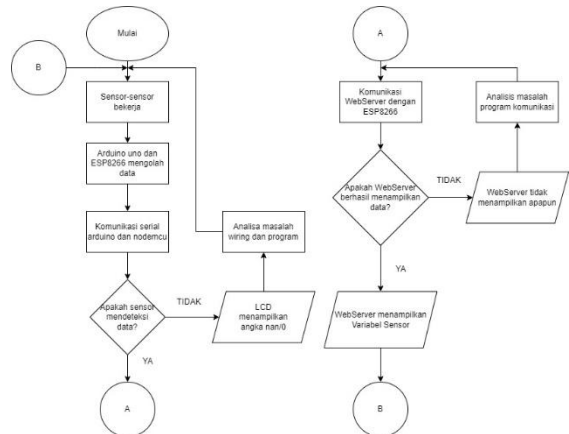 Mulai
B
Sensor-sensor
bekerja
Arduino uno dan
ESP8266 mengolah
data
Komunikasi serial
arduino dan nodemcu
Apakah sensor
mendeteksi
data?
TIDAK
LCD
menampilkan
angka nan/0
Analisa masalah
wiring dan program
YA
A
A
Komunikasi
WebServer dengan
ESP8266
Apakah WebServer
berhasil menampilkan
data?
TIDAK
WebServer tidak
menampilkan apapun
Analisis masalah
program komunikasi
YA
WebServer menampilkan
Variabel Sensor
B